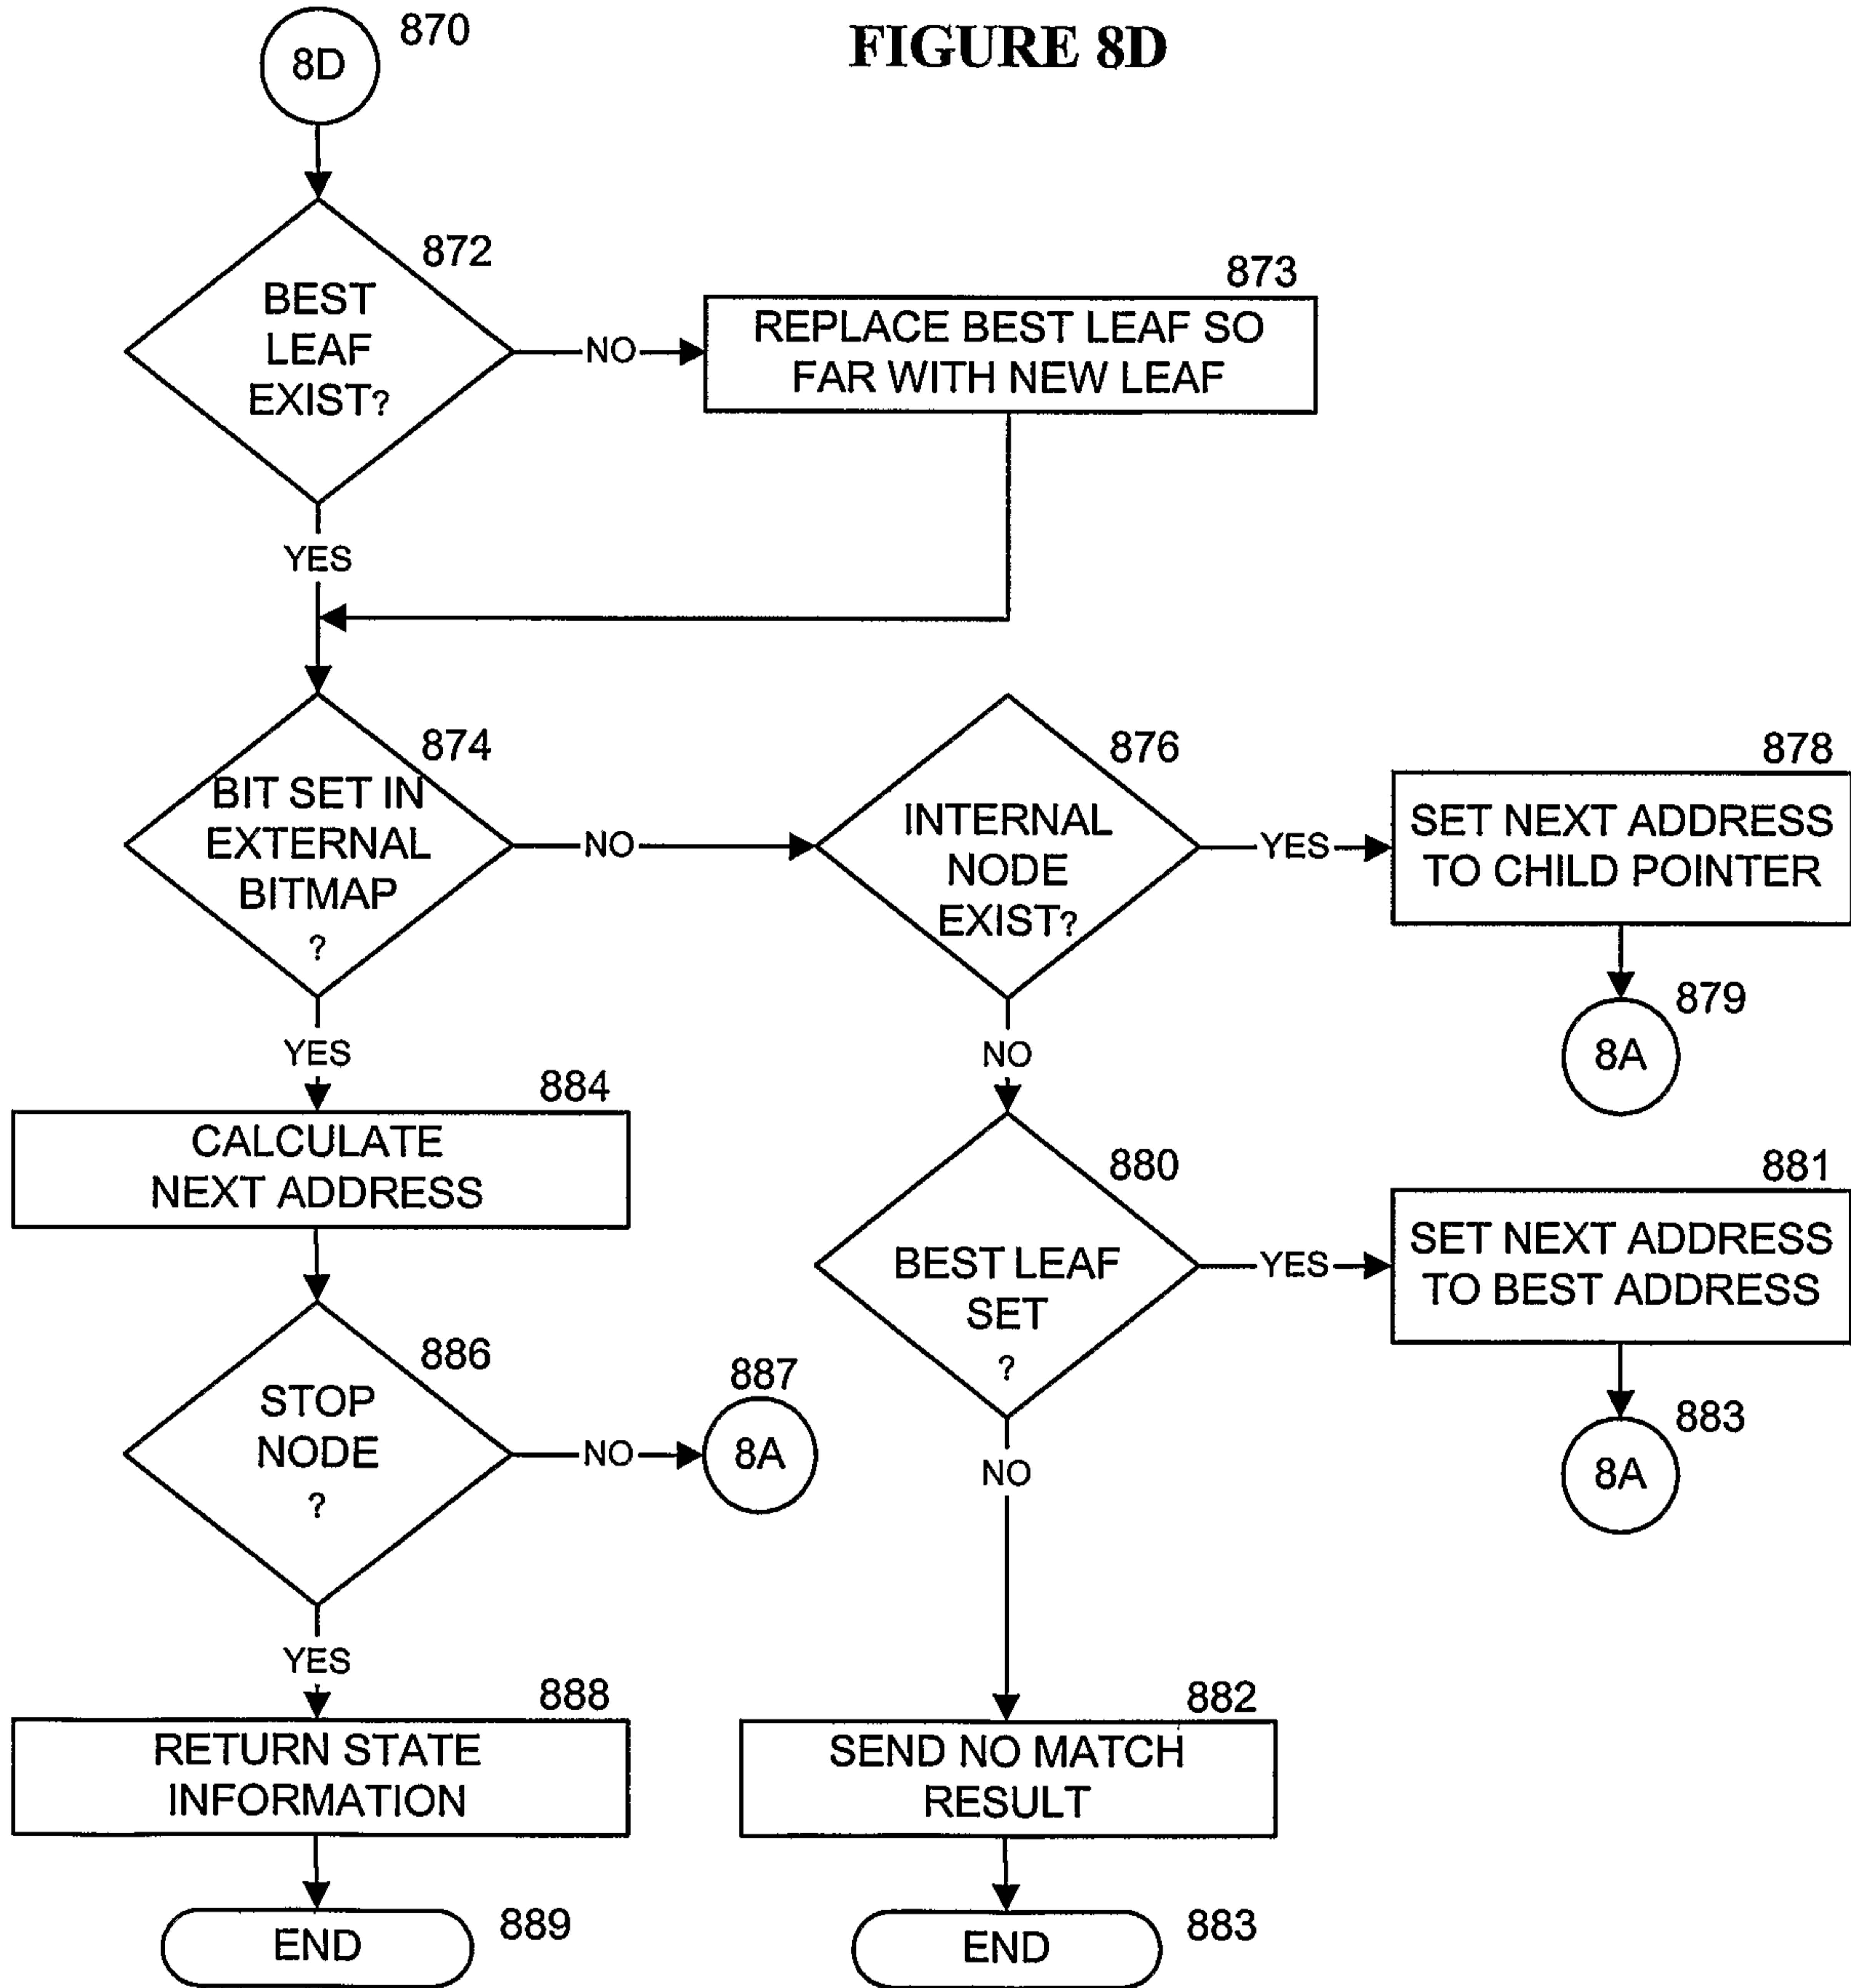 FIGURE 8D
870
8D
872
BEST
LEAF
EXIST?
NO
873
REPLACE BEST LEAF SO
FAR WITH NEW LEAF
YES
874
BIT SET IN
EXTERNAL
BITMAP
?
NO
876
INTERNAL
NODE
EXIST?
YES
878
SET NEXT ADDRESS
TO CHILD POINTER
879
8A
YES
NO
884
CALCULATE
NEXT ADDRESS
880
BEST LEAF
SET
?
YES
881
SET NEXT ADDRESS
TO BEST ADDRESS
883
8A
886
STOP
NODE
?
NO
887
8A
NO
YES
888
RETURN STATE
INFORMATION
882
SEND NO MATCH
RESULT
END
889
END
883